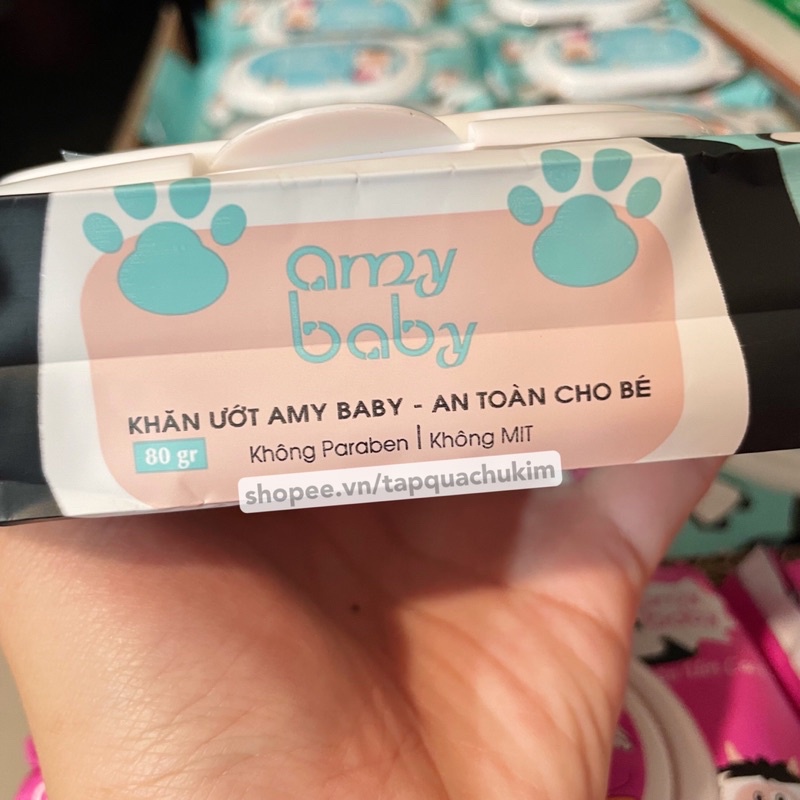 amy
baby
KHĂN ƯỚT AMY BABY - AN TOÀN CHO BÉ
80 gr
Không Paraben | Không MIT
shopee.vn/tapquachukim
baby